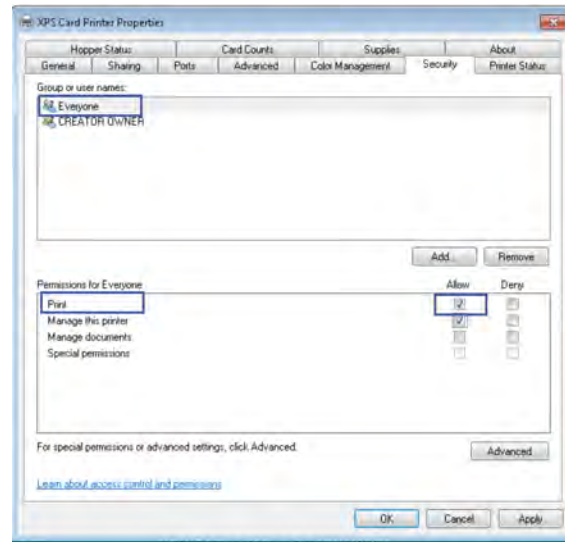 XPS Card Printer Properties
Hopper Status Card Counts Supplies About
General Sharing Ports Advanced Color Management Security Printer Status
Group or user names:
Everyone
CREATOR OWNER
Add... Remove
Permissions for Everyone Allow Deny
Print
Manage this printer
Manage documents
Special permissions
For special permissions or advanced settings, click Advanced.
Advanced
Learn about access control and permissions
OK Cancel Apply